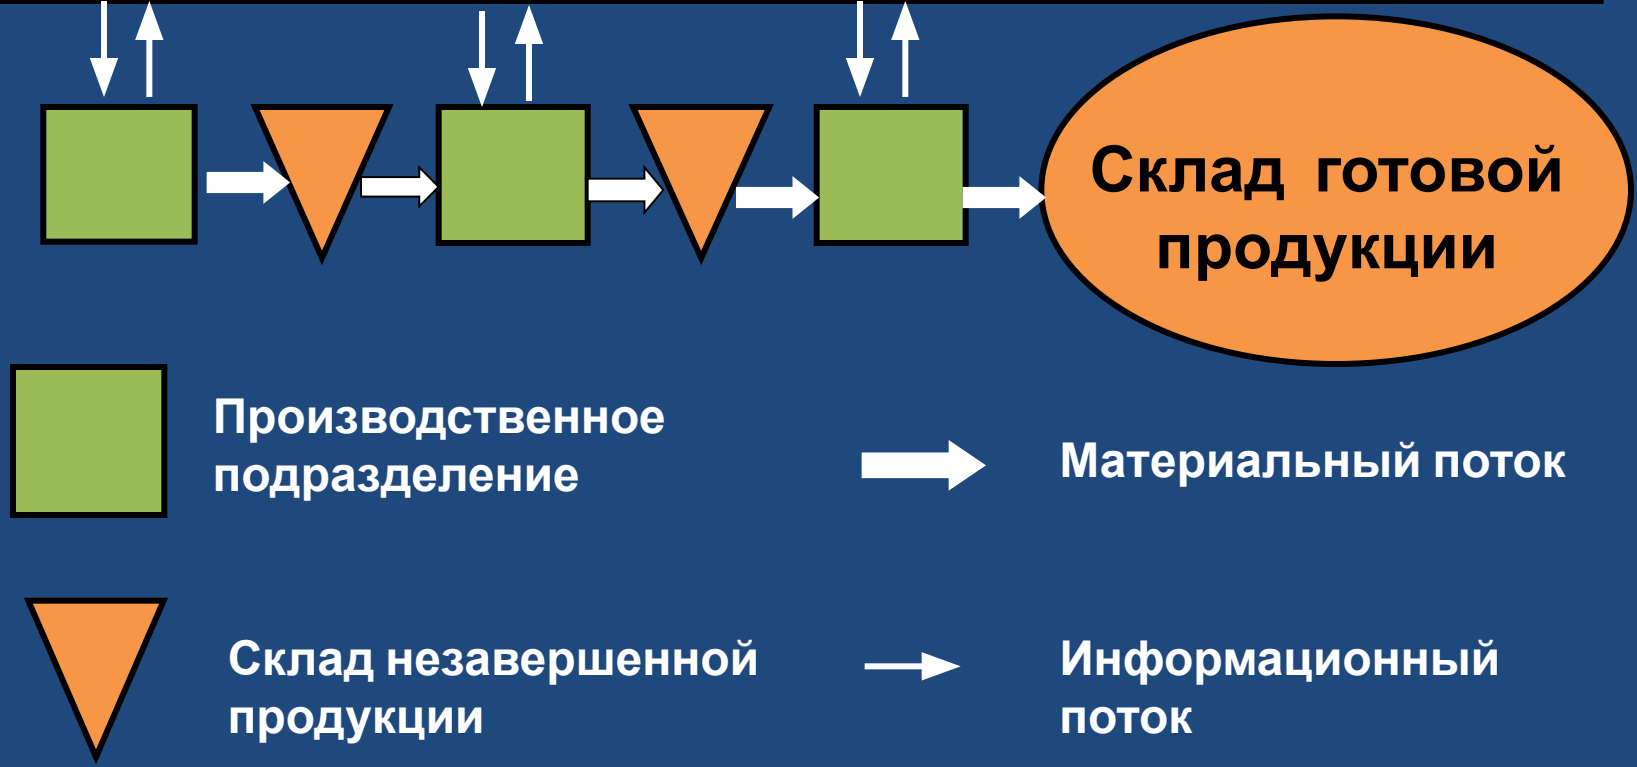 Склад готовой
продукции
Производственное
подразделение
Материальный поток
Склад незавершенной
продукции
Информационный
поток